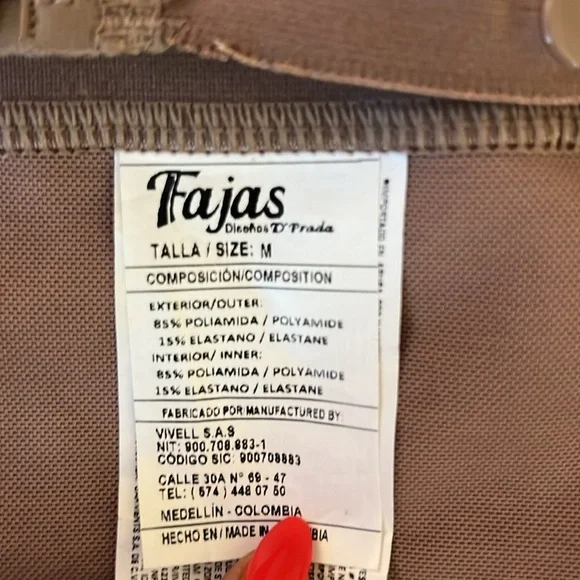 Fajas
Diseños D'Prada
TALLA / SIZE: M
COMPOSICIÓN/COMPOSITION
EXTERIOR/OUTER:
85% POLIAMIDA / POLYAMIDE
15% ELASTANO / ELASTANE
INTERIOR/ INNER:
85% POLIAMIDA / POLYAMIDE
15% ELASTANO / ELASTANE
FABRICADO POR/MANUFACTURED BY:
VIVELL S.A.S
NIT: 900.708.883-1
CÓDIGO SIC: 900708883
CALLE 30A N° 69 - 47
TEL: (574) 448 07 50
MEDELLÍN - COLOMBIA
HECHO EN / MADE IN